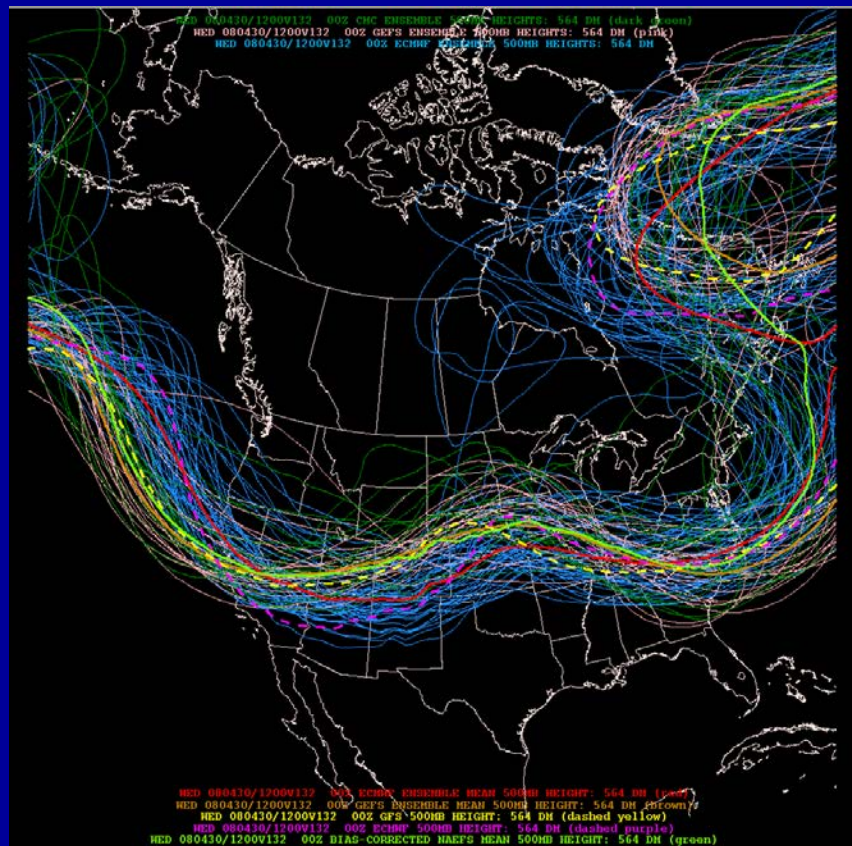 WED 080430/1200V132 00Z CMC ENSEMBLE 500MB HEIGHTS: 564 DM (dark green)
WED 080430/1200V132 00Z GEFS ENSEMBLE 500MB HEIGHTS: 564 DM (pink)
WED 080430/1200V132 00Z ECMWF ENSEMBLE 500MB HEIGHTS: 564 DM
WED 080430/1200V132 00Z ECMWF ENSEMBLE MEAN 500MB HEIGHT: 564 DM (red)
WED 080430/1200V132 00Z GEFS ENSEMBLE MEAN 500MB HEIGHT: 564 DM (brown)
WED 080430/1200V132 00Z GFS 500MB HEIGHT: 564 DM (dashed yellow)
WED 080430/1200V132 00Z ECMWF 500MB HEIGHT: 564 DM (dashed purple)
WED 080430/1200V132 00Z BIAS-CORRECTED NAEFS MEAN 500MB HEIGHT: 564 DM (green)